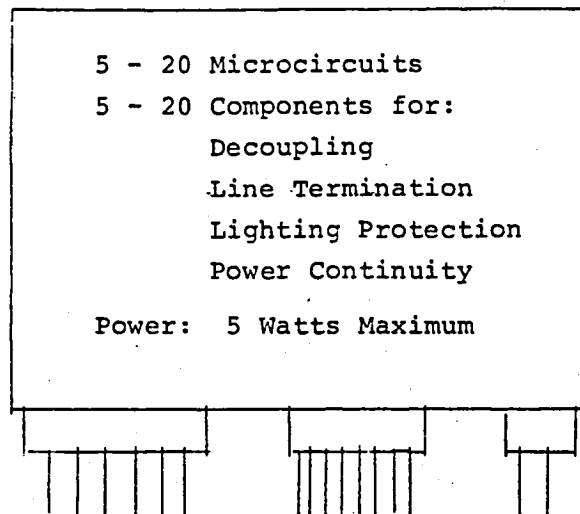 5 - 20 Microcircuits
5 - 20 Components for:
Decoupling
Line Termination
Lighting Protection
Power Continuity
Power: 5 Watts Maximum